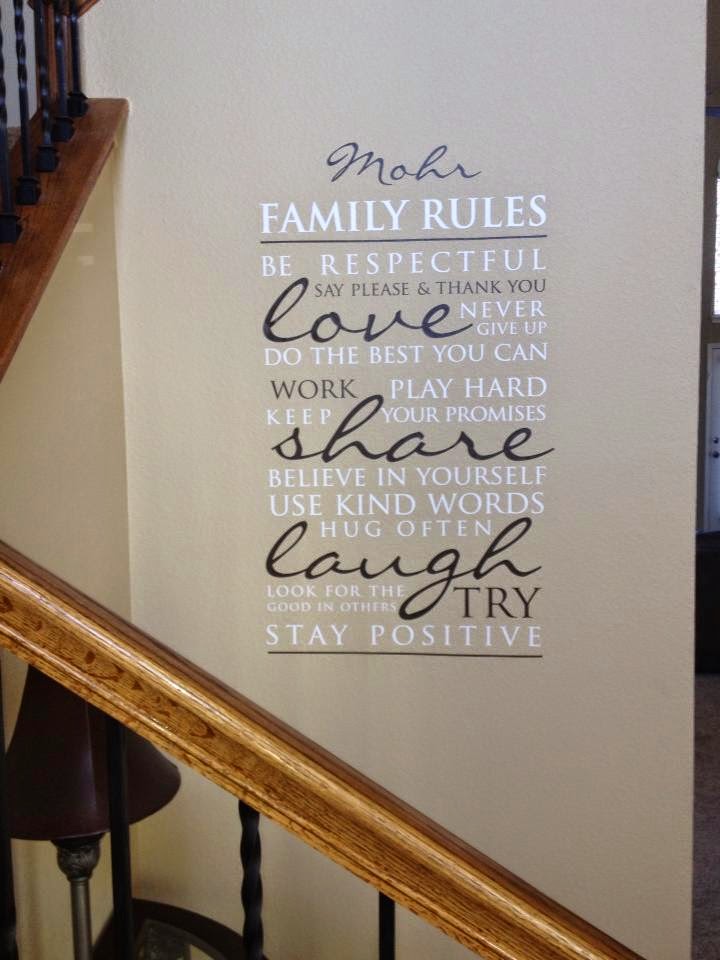 Mohr
FAMILY RULES
BE RESPECTFUL
SAY PLEASE & THANK YOU
love NEVER
GIVE UP
DO THE BEST YOU CAN
WORK PLAY HARD
KEEP YOUR PROMISES
share
BELIEVE IN YOURSELF
USE KIND WORDS
HUG OFTEN
laugh
LOOK FOR THE
GOOD IN OTHERS
TRY
STAY POSITIVE